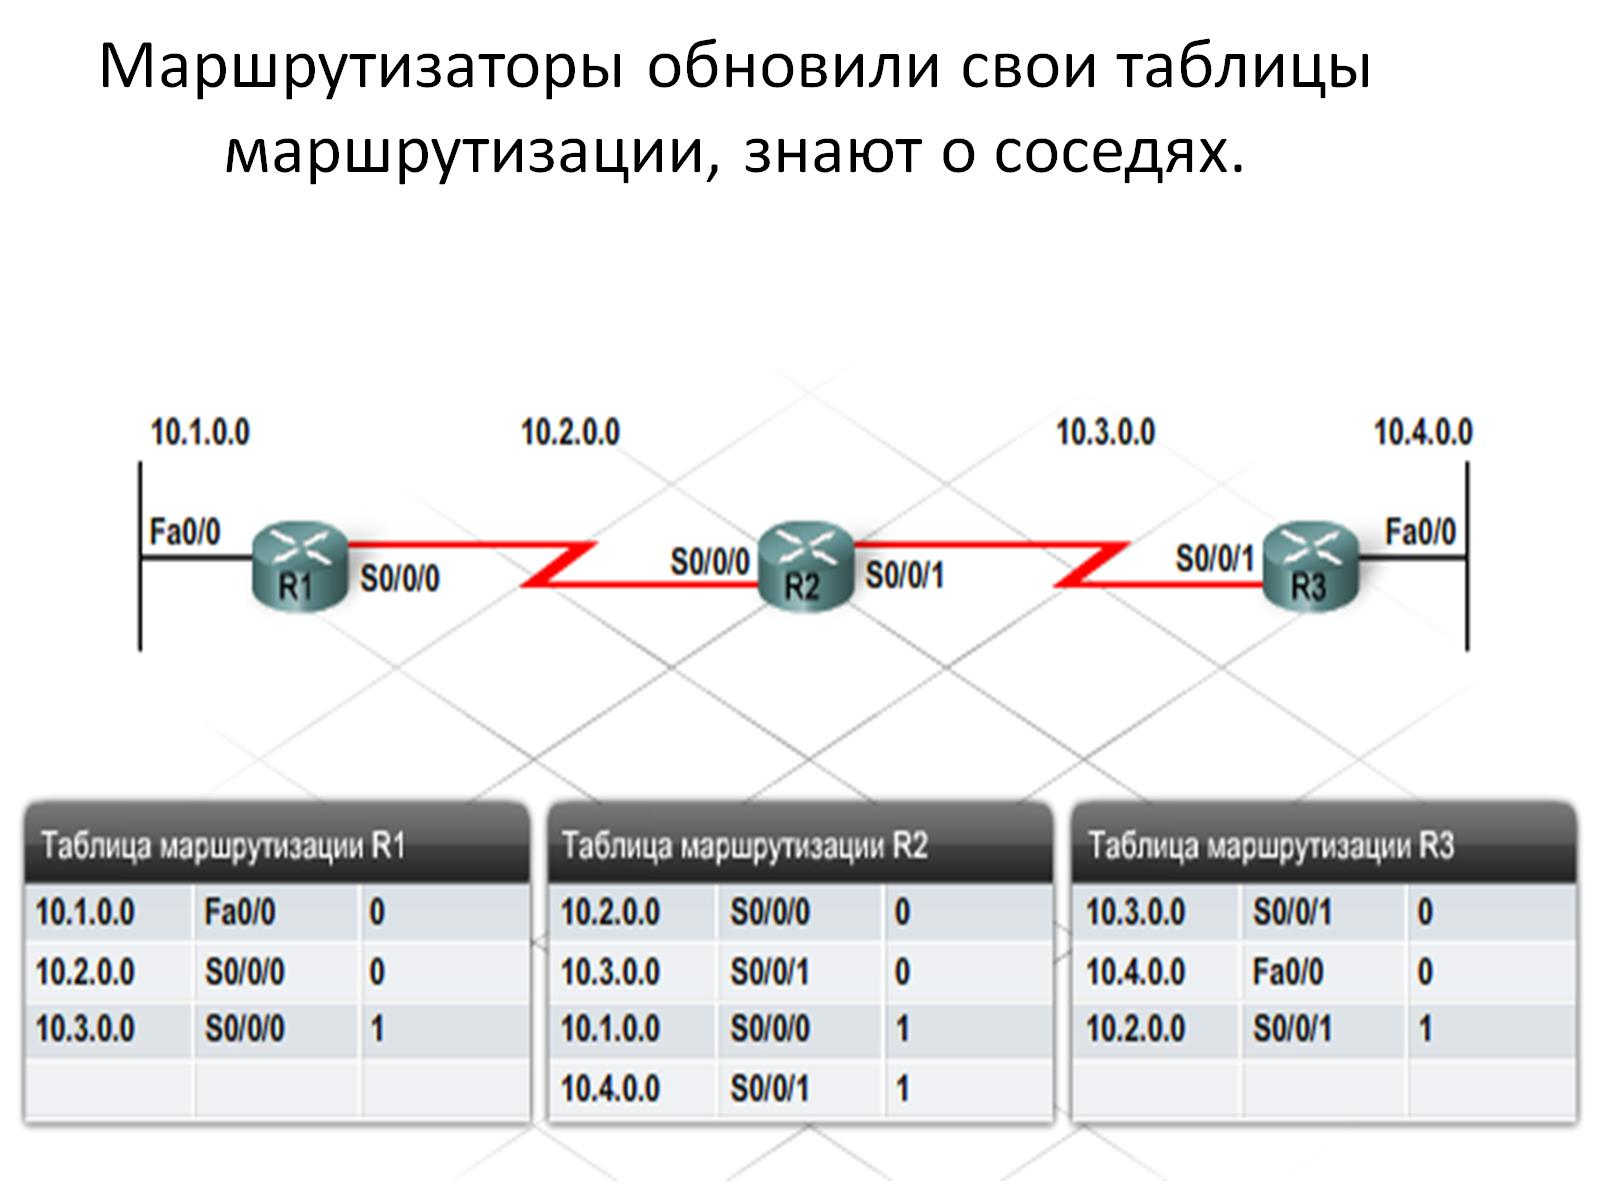 Маршрутизаторы обновили свои таблицы
маршрутизации, знают о соседях.
10.1.0.0 10.2.0.0 10.3.0.0 10.4.0.0
Fa0/0 R1 S0/0/0 S0/0/0 R2 S0/0/1 S0/0/1 R3 Fa0/0
Таблица маршрутизации R1
10.1.0.0 Fa0/0 0
10.2.0.0 S0/0/0 0
10.3.0.0 S0/0/0 1
Таблица маршрутизации R2
10.2.0.0 S0/0/0 0
10.3.0.0 S0/0/1 0
10.1.0.0 S0/0/0 1
10.4.0.0 S0/0/1 1
Таблица маршрутизации R3
10.3.0.0 S0/0/1 0
10.4.0.0 Fa0/0 0
10.2.0.0 S0/0/1 1